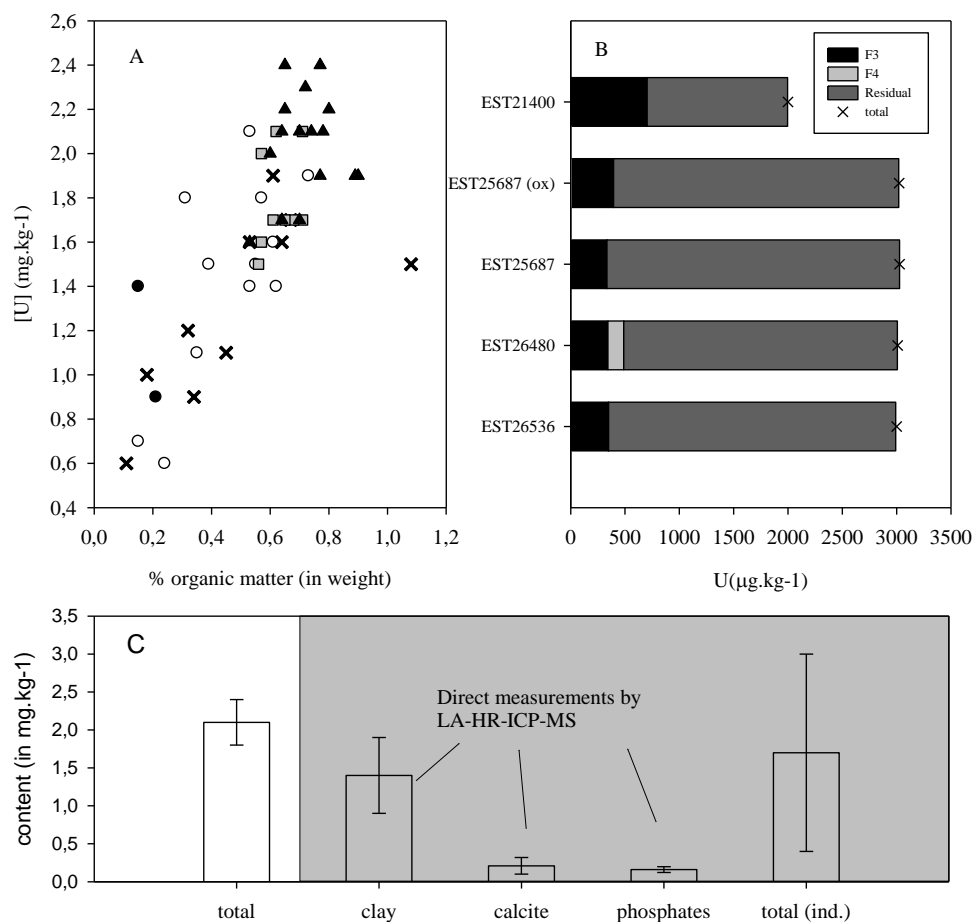 A
2,6
2,4
2,2
2,0
1,8
1,6
1,4
1,2
1,0
0,8
0,6
0,4
[U] (mg.kg-1)
0,0 0,2 0,4 0,6 0,8 1,0 1,2
% organic matter (in weight)
B
F3
F4
Residual
total
EST21400
EST25687 (ox)
EST25687
EST26480
EST26536
0 500 1000 1500 2000 2500 3000 3500
U(µg.kg-1)
C
3,5
3,0
2,5
2,0
1,5
1,0
0,5
0,0
content (in mg.kg-1)
Direct measurements by
LA-HR-ICP-MS
total clay calcite phosphates total (ind.)